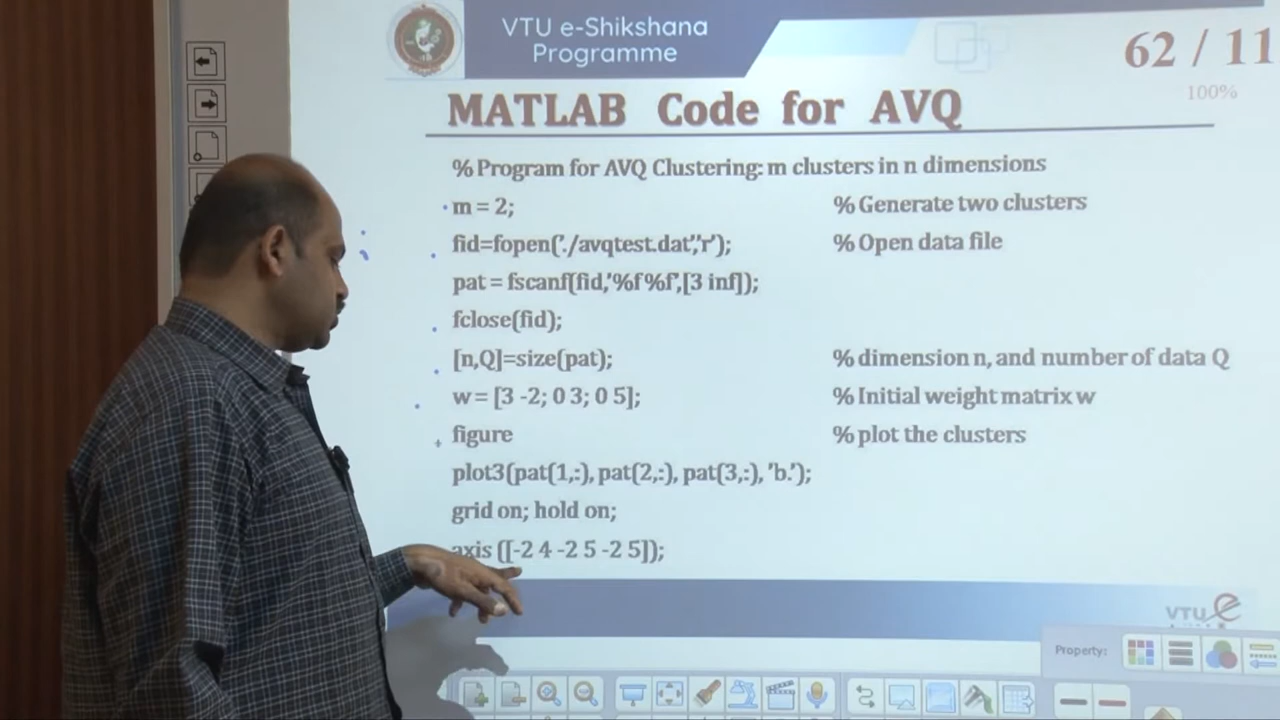 VTU e-Shikshana
Programme
62 / 11
100%
MATLAB Code for AVQ
% Program for AVQ Clustering: m clusters in n dimensions
m = 2; % Generate two clusters
fid=fopen('./avqtest.dat','r'); % Open data file
pat = fscanf(fid,'%f %f',[3 inf]);
fclose(fid);
[n,Q]=size(pat); % dimension n, and number of data Q
w = [3 -2; 0 3; 0 5]; % Initial weight matrix w
figure % plot the clusters
plot3(pat(1,:), pat(2,:), pat(3,:), 'b.');
grid on; hold on;
axis ([-2 4 -2 5 -2 5]);
VTU e
Property: